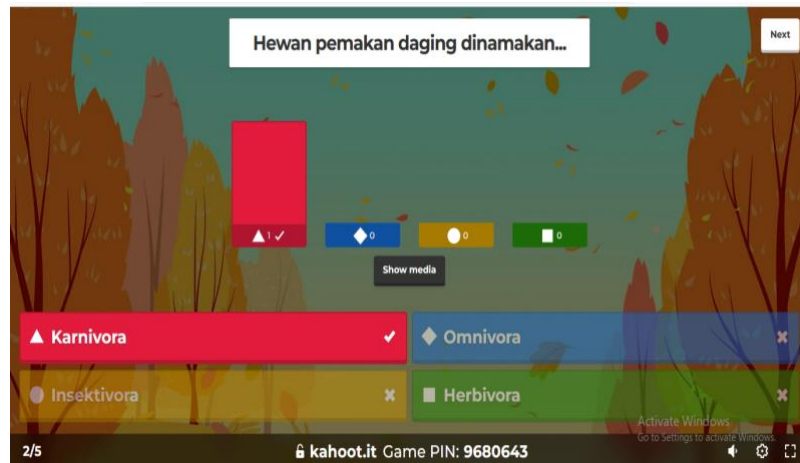 Hewan pemakan daging dinamakan...
Next
1
0
0
0
Show media
Karnivora
Omnivora
Insektivora
Herbivora
Activate Windows
Go to Settings to activate Windows.
2/5
kahoot.it Game PIN: 9680643